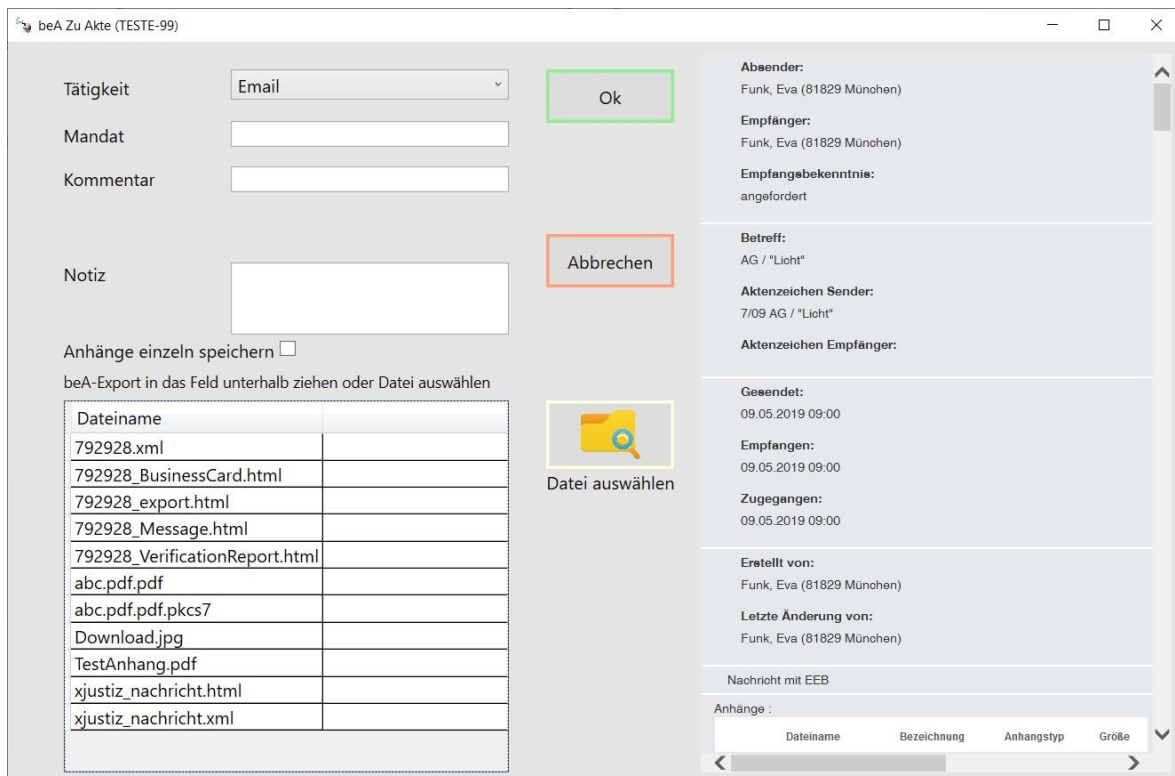 beA Zu Akte (TESTE-99)
Tätigkeit
Email
Ok
Mandat
Kommentar
Abbrechen
Notiz
Anhänge einzeln speichern
beA-Export in das Feld unterhalb ziehen oder Datei auswählen
Dateiname
792928.xml
792928_BusinessCard.html
792928_export.html
792928_Message.html
792928_VerificationReport.html
abc.pdf.pdf
abc.pdf.pdf.pkcs7
Download.jpg
TestAnhang.pdf
xjustiz_nachricht.html
xjustiz_nachricht.xml
Datei auswählen
Absender:
Funk, Eva (81829 München)
Empfänger:
Funk, Eva (81829 München)
Empfangsbekenntnis:
angefordert
Betreff:
AG / "Licht"
Aktenzeichen Sender:
7/09 AG / "Licht"
Aktenzeichen Empfänger:
Gesendet:
09.05.2019 09:00
Empfangen:
09.05.2019 09:00
Zugegangen:
09.05.2019 09:00
Erstellt von:
Funk, Eva (81829 München)
Letzte Änderung von:
Funk, Eva (81829 München)
Nachricht mit EEB
Anhänge :
Dateiname Bezeichnung Anhangstyp Größe